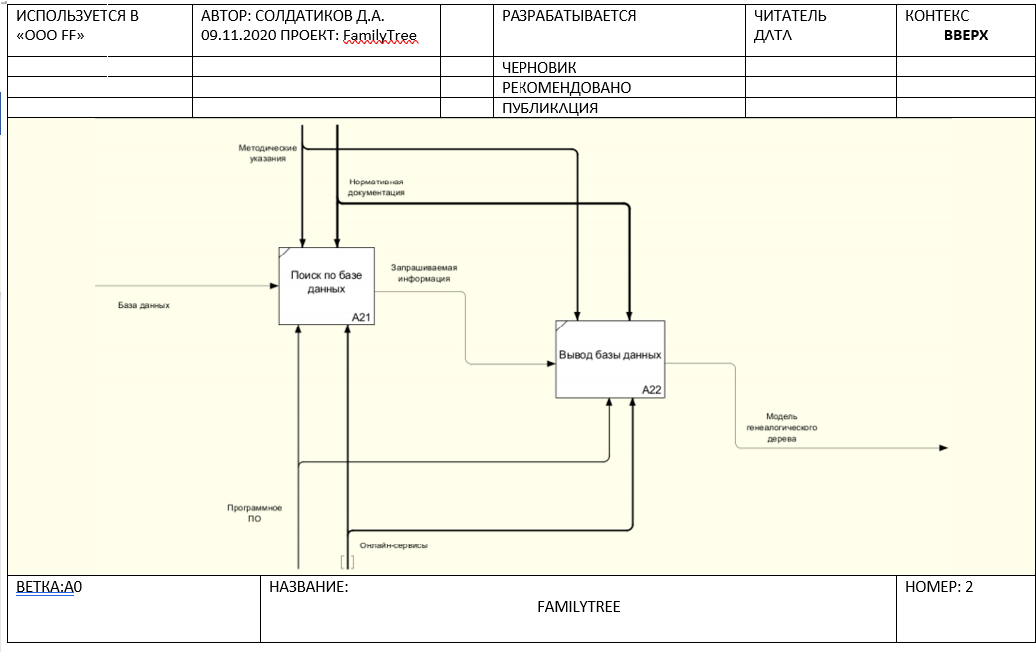 ИСПОЛЬЗУЕТСЯ В
«ООО FF»
АВТОР: СОЛДАТИКОВ Д.А.
09.11.2020 ПРОЕКТ: FamilyTree
РАЗРАБАТЫВАЕТСЯ
ЧИТАТЕЛЬ
ДАТА
КОНТЕКС
ВВЕРХ
ЧЕРНОВИК
РЕКОМЕНДОВАНО
ПУБЛИКАЦИЯ
Методические
указания
Нормативная
документация
Поиск по базе
данных
A21
Запрашиваемая
информация
База данных
Вывод базы данных
A22
Модель
генеалогического
дерева
Программное
ПО
Онлайн-сервисы
ВЕТКА:А0
НАЗВАНИЕ:
FAMILYTREE
НОМЕР: 2